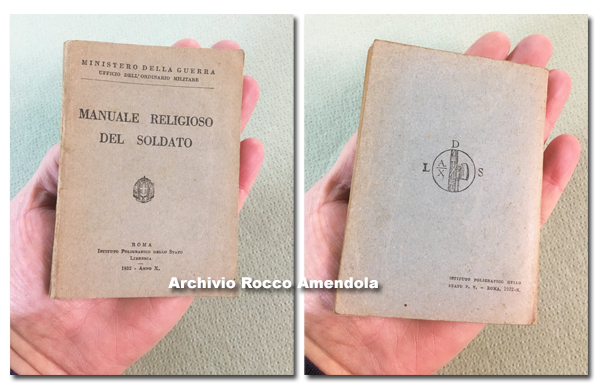 MINISTERO DELLA GUERRA
UFFICIO DELL'ORDINARIO MILITARE
MANUALE RELIGIOSO
DEL SOLDATO
ROMA
ISTITUTO POLIGRAFICO DELLO STATO
LIBRERIA
1932 - ANNO X.
D
L A X S
ISTITUTO POLIGRAFICO DELLO
STATO P. V. - ROMA,
Archivio Rocco Amendola